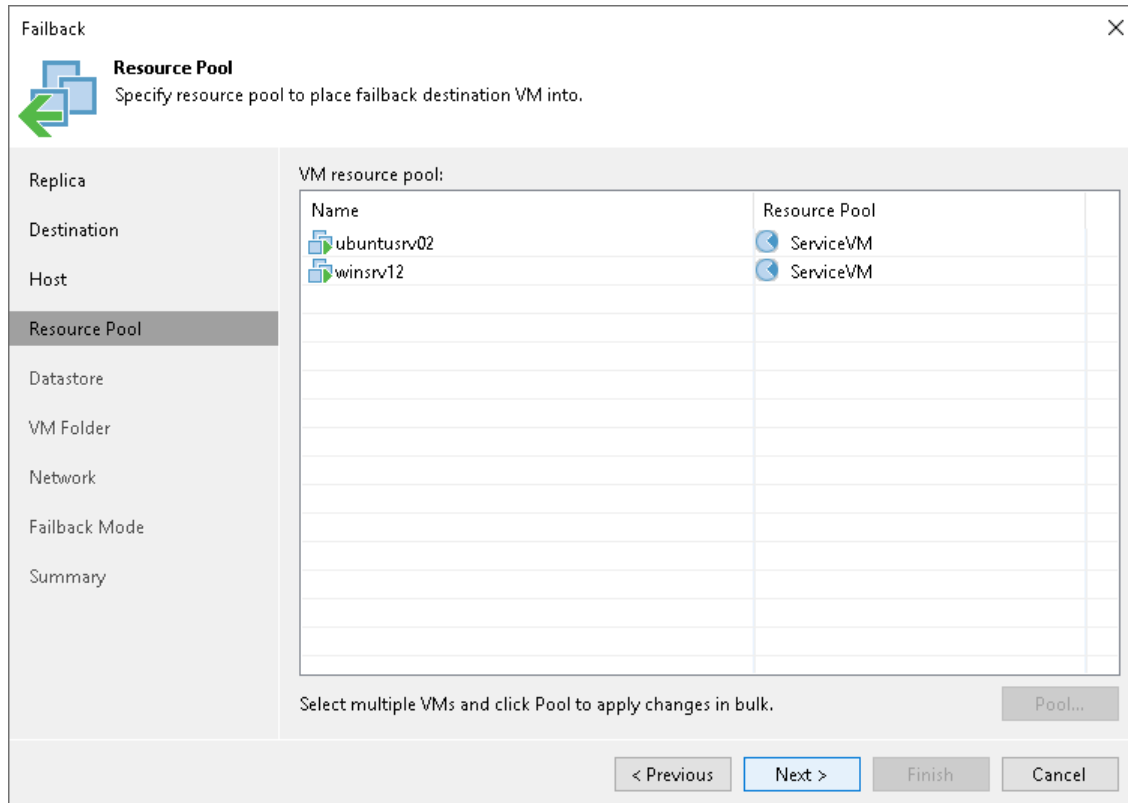 Failback
Resource Pool
Specify resource pool to place failback destination VM into.
Replica
Destination
Host
Resource Pool
Datastore
VM Folder
Network
Failback Mode
Summary
VM resource pool:
Name Resource Pool
ubuntusrv02 ServiceVM
winsrv12 ServiceVM
Select multiple VMs and click Pool to apply changes in bulk. Pool...
< Previous Next > Finish Cancel